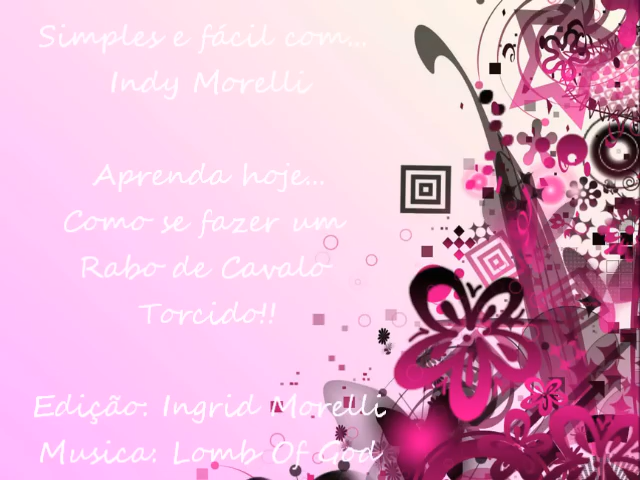 Simples e fácil com...
Indy Morelli
Aprenda hoje...
Como se fazer um
Rabo de Cavalo
Torcido!!
Edição: Ingrid Morelli
Musica: Lomb Of God